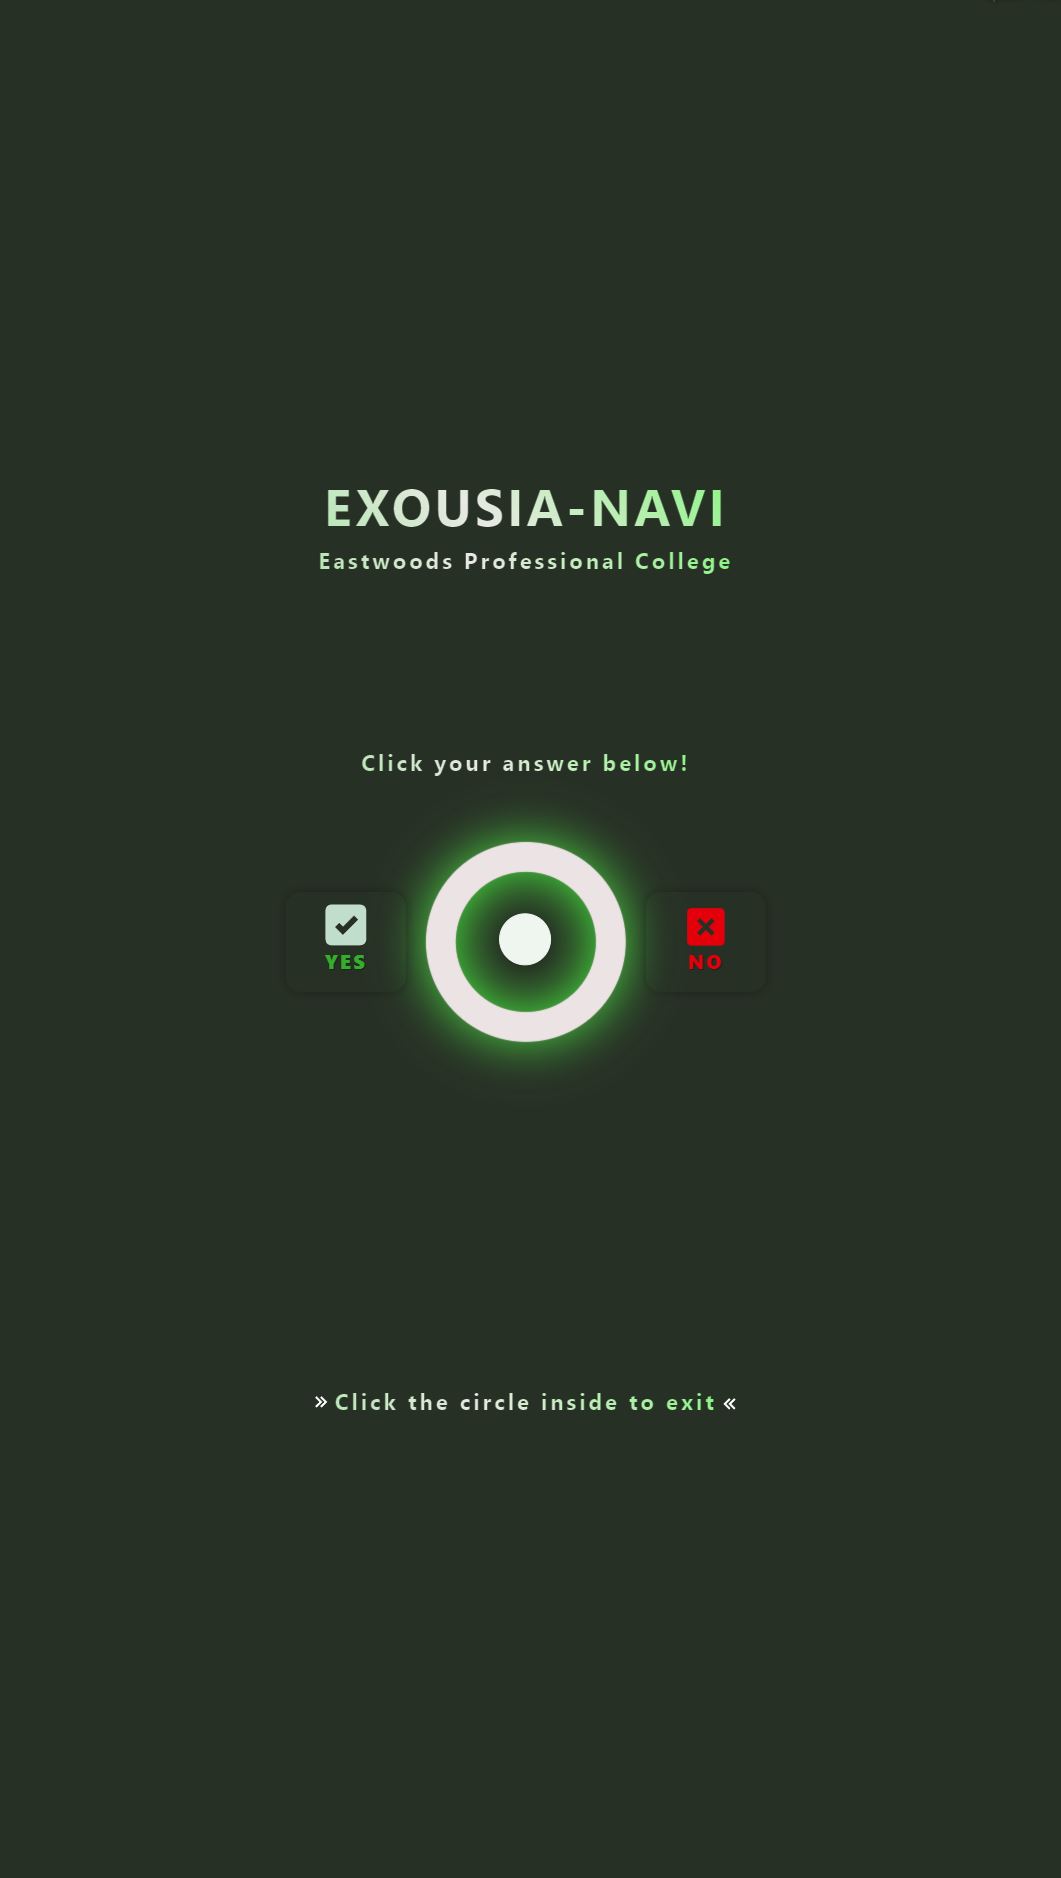 EXOUSIA-NAVI
Eastwoods Professional College
Click your answer below!
YES
NO
» Click the circle inside to exit «